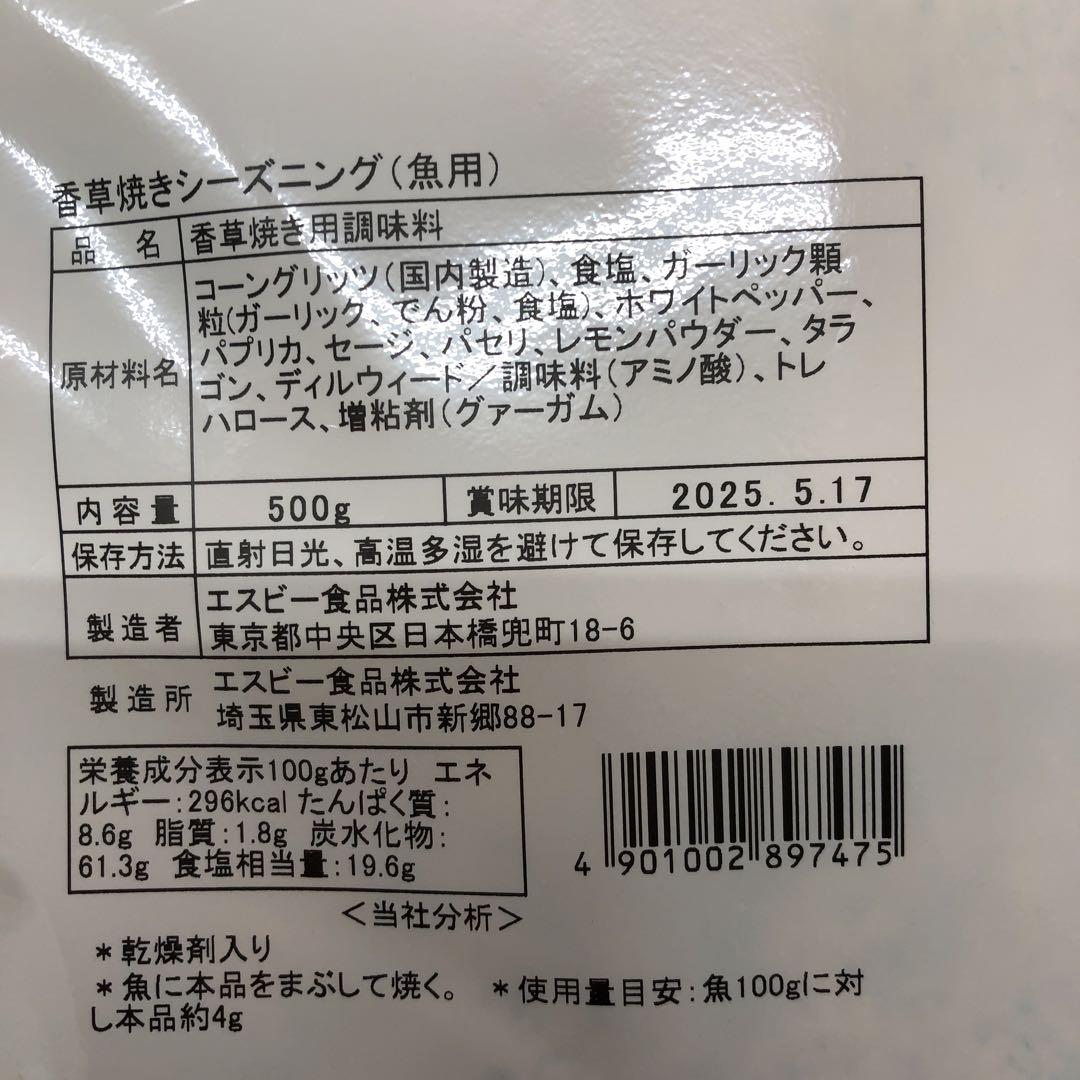 香草焼きシーズニング(魚用)
品名 香草焼き用調味料
原材料名
コーングリッツ(国内製造)、食塩、ガーリック顆
粒(ガーリック、でん粉、食塩)、ホワイトペッパー、
パプリカ、セージ、パセリ、レモンパウダー、タラ
ゴン、ディルウィード/調味料(アミノ酸)、トレ
ハロース、増粘剤(グァーガム)
内容量 500g 賞味期限 2025. 5.17
保存方法 直射日光、高温多湿を避けて保存してください。
製造者
エスビー食品株式会社
東京都中央区日本橋兜町18-6
製造所
エスビー食品株式会社
埼玉県東松山市新郷88-17
栄養成分表示100gあたり エネ
ルギー:296kcal たんぱく質:
8.6g 脂質:1.8g 炭水化物:
61.3g 食塩相当量:19.6g
<当社分析>
4 901002 897475
*乾燥剤入り
*魚に本品をまぶして焼く。 *使用量目安:魚100gに対
し本品約4g